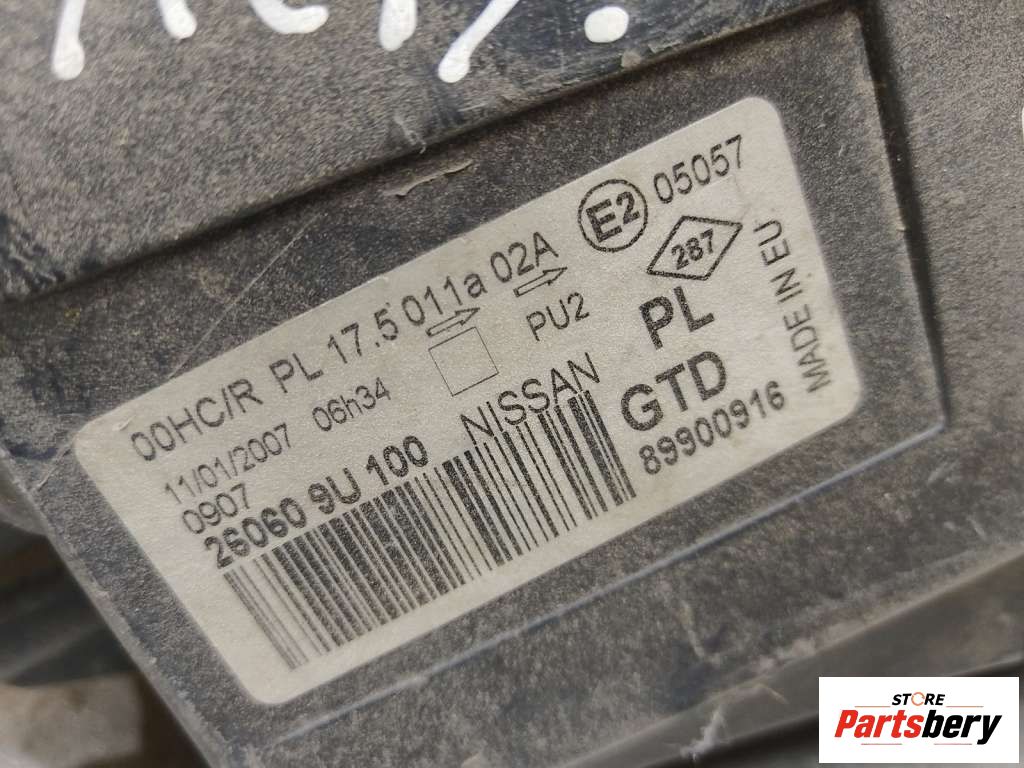 00HC/R PL 17.5 011a 02A E2 05057
11/01/2007 06h34 PU2 287
0907 PL
26060 9U 100 NISSAN GTD
89900916
MADE IN EU
STORE
Partsbery